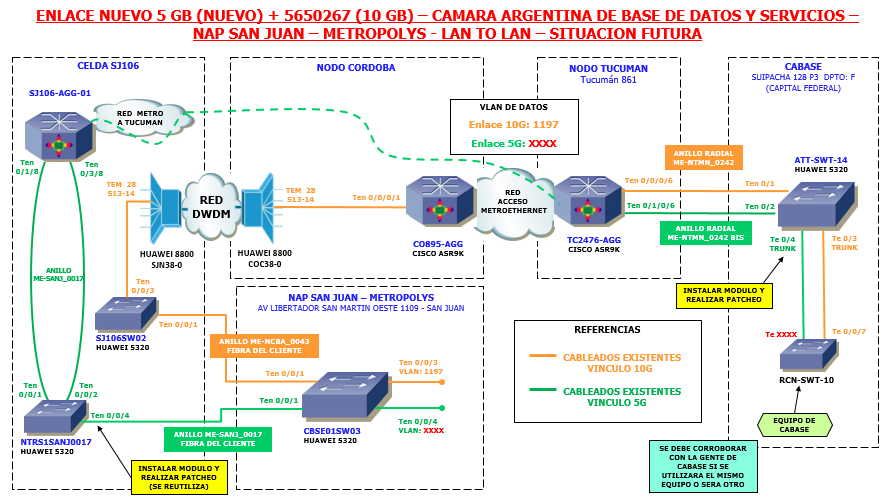 ENLACE NUEVO 5 GB (NUEVO) + 5650267 (10 GB) – CAMARA ARGENTINA DE BASE DE DATOS Y SERVICIOS –
NAP SAN JUAN – METROPOLYS - LAN TO LAN – SITUACION FUTURA
CELDA SJ106
SJ106-AGG-01
RED METRO
A TUCUMAN
Ten
0/1/8
Ten
0/3/8
TEM 28
S13-14
RED
DWDM
HUAWEI 8800
SJN38-0
ANILLO
ME-SANJ_0017
Ten
0/0/3
SJ106SW02
HUAWEI 5320
Ten 0/0/1
Ten
0/0/1
Ten
0/0/2
Ten 0/0/4
NTRS1SANJ0017
HUAWEI 5320
INSTALAR MODULO Y
REALIZAR PATCHEO
(SE REUTILIZA)
NODO CORDOBA
TEM 28
S13-14
HUAWEI 8800
COC38-0
Ten 0/0/0/1
CO895-AGG
CISCO ASR9K
VLAN DE DATOS
Enlace 10G: 1197
Enlace 5G: XXXX
RED
ACCESO
METROETHERNET
NODO TUCUMAN
Tucumán 861
TC2476-AGG
CISCO ASR9K
Ten 0/0/0/6
Ten 0/1/0/6
ANILLO RADIAL
ME-NTMN_0242
ANILLO RADIAL
ME-NTMN_0242 BIS
CABASE
SUIPACHA 128 P3 DPTO: F
(CAPITAL FEDERAL)
ATT-SWT-14
HUAWEI 5320
Ten 0/1
Ten 0/2
Te 0/4
TRUNK
Te 0/3
TRUNK
INSTALAR MODULO Y
REALIZAR PATCHEO
Te XXXX
Te 0/0/7
RCN-SWT-10
EQUIPO DE
CABASE
NAP SAN JUAN – METROPOLYS
AV LIBERTADOR SAN MARTIN OESTE 1109 - SAN JUAN
ANILLO ME-NCBA_0043
FIBRA DEL CLIENTE
Ten 0/0/1
Ten 0/0/1
Ten 0/0/3
VLAN: 1197
Ten 0/0/4
VLAN: XXXX
CBSE01SW03
HUAWEI 5320
ANILLO ME-SANJ_0017
FIBRA DEL CLIENTE
REFERENCIAS
CABLEADOS EXISTENTES
VINCULO 10G
CABLEADOS EXISTENTES
VINCULO 5G
SE DEBE CORROBORAR
CON LA GENTE DE
CABASE SI SE
UTILIZARA EL MISMO
EQUIPO O SERA OTRO